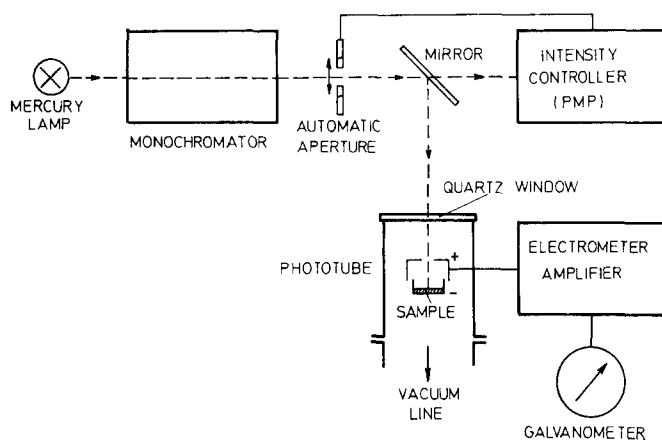 MERCURY
LAMP
MONOCHROMATOR
AUTOMATIC
APERTURE
MIRROR
INTENSITY
CONTROLLER
(PMP)
QUARTZ WINDOW
PHOTOTUBE
+
-
SAMPLE
ELECTROMETER
AMPLIFIER
VACUUM
LINE
GALVANOMETER